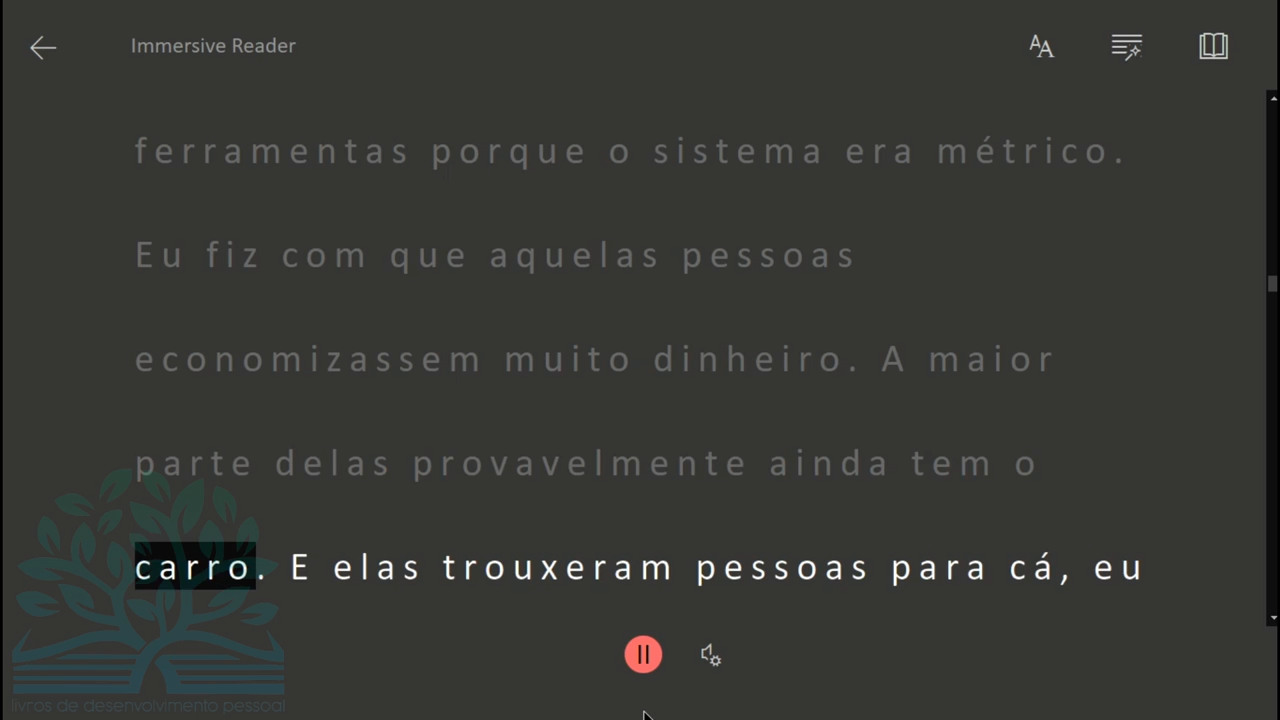 Immersive Reader
ferramentas porque o sistema era métrico.
Eu fiz com que aquelas pessoas
economizassem muito dinheiro. A maior
parte delas provavelmente ainda tem o
carro. E elas trouxeram pessoas para cá, eu
livros de desenvolvimento pessoal